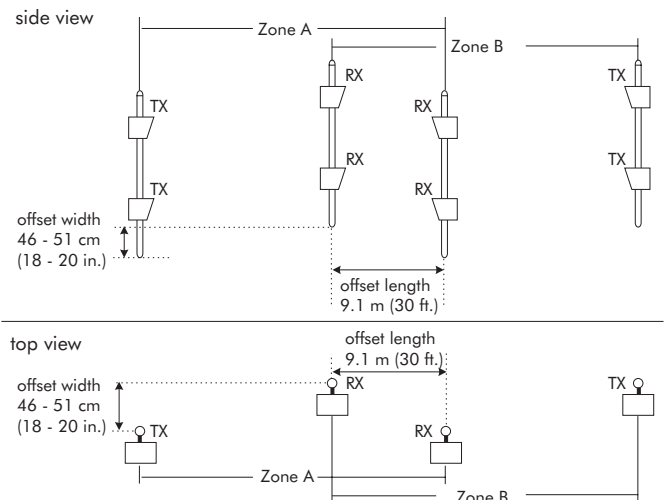 side view
Zone A
Zone B
TX
RX
RX
TX
TX
RX
RX
TX
offset width
46 - 51 cm
(18 - 20 in.)
offset length
9.1 m (30 ft.)
top view
offset length
9.1 m (30 ft.)
offset width
46 - 51 cm
(18 - 20 in.)
RX
TX
TX
RX
Zone A
Zone B